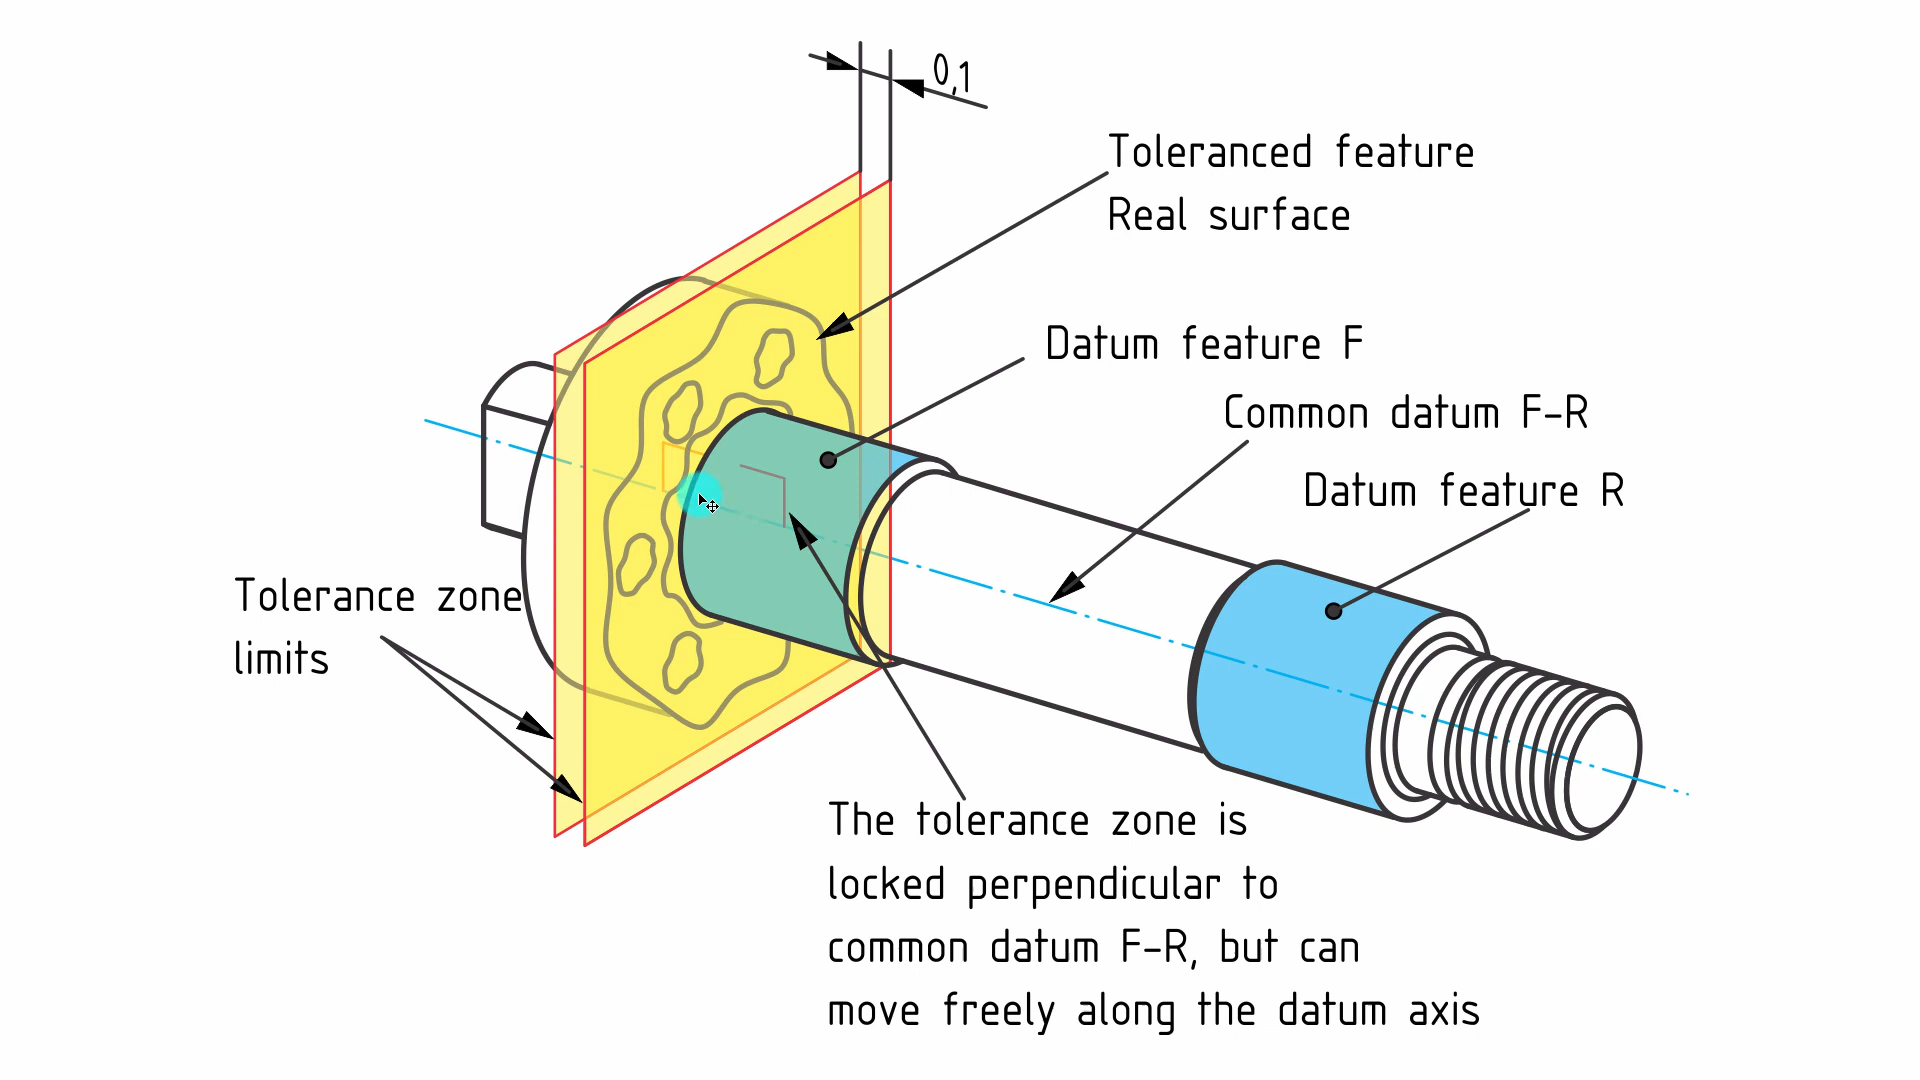 0,1
Toleranced feature
Real surface
Datum feature F
Common datum F-R
Datum feature R
Tolerance zone
limits
The tolerance zone is
locked perpendicular to
common datum F-R, but can
move freely along the datum axis